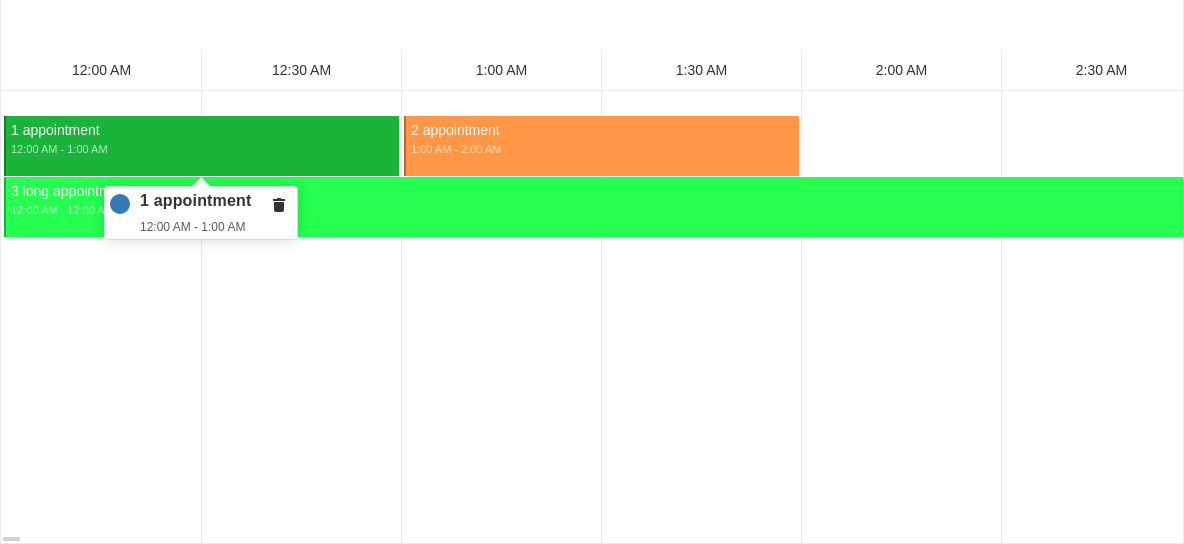 12:00 AM 12:30 AM 1:00 AM 1:30 AM 2:00 AM 2:30 AM
1 appointment
12:00 AM - 1:00 AM
2 appointment
1:00 AM - 2:00 AM
3 long appointm
12:00 AM - 12:00 A
1 appointment
12:00 AM - 1:00 AM